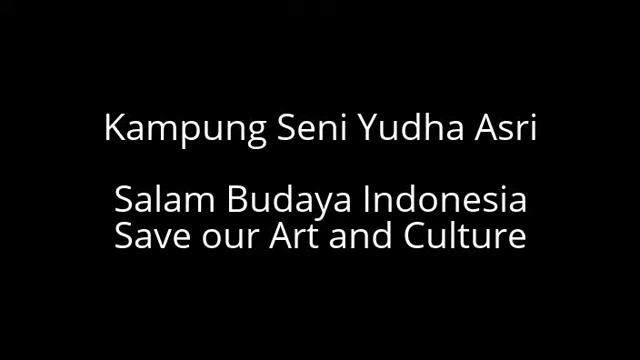 Kampung Seni Yudha Asri
Salam Budaya Indonesia
Save our Art and Culture